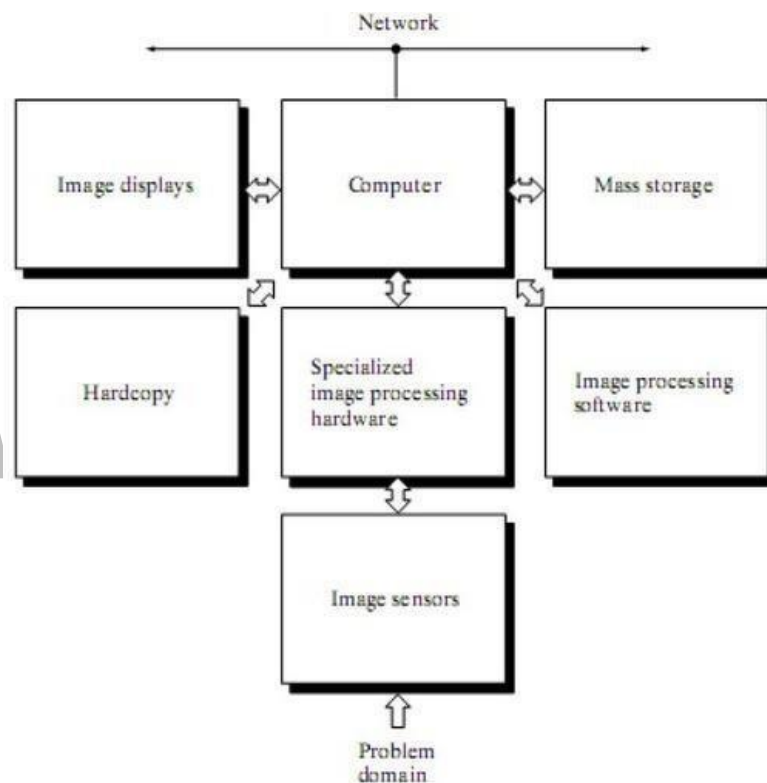 Network
Image displays
Computer
Mass storage
Hardcopy
Specialized
image processing
hardware
Image processing
software
Image sensors
Problem
domain